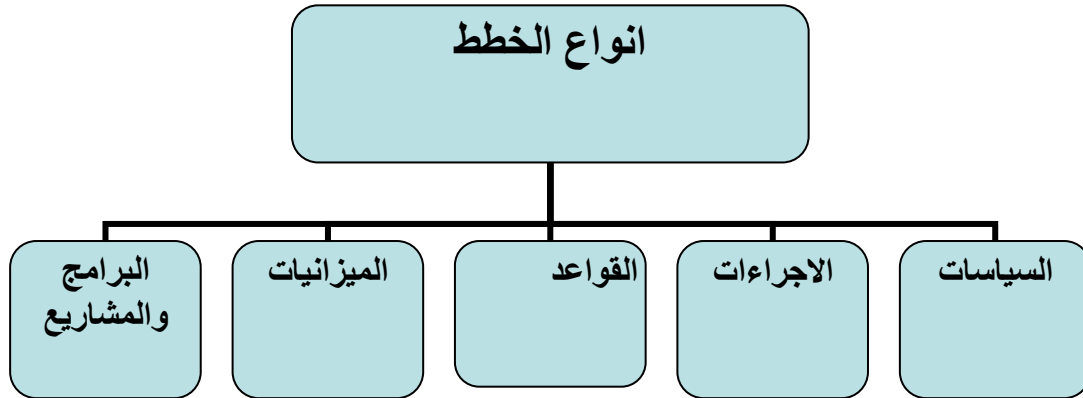 انواع الخطط
السياسات
الاجراءات
القواعد
الميزانيات
البرامج
والمشاريع